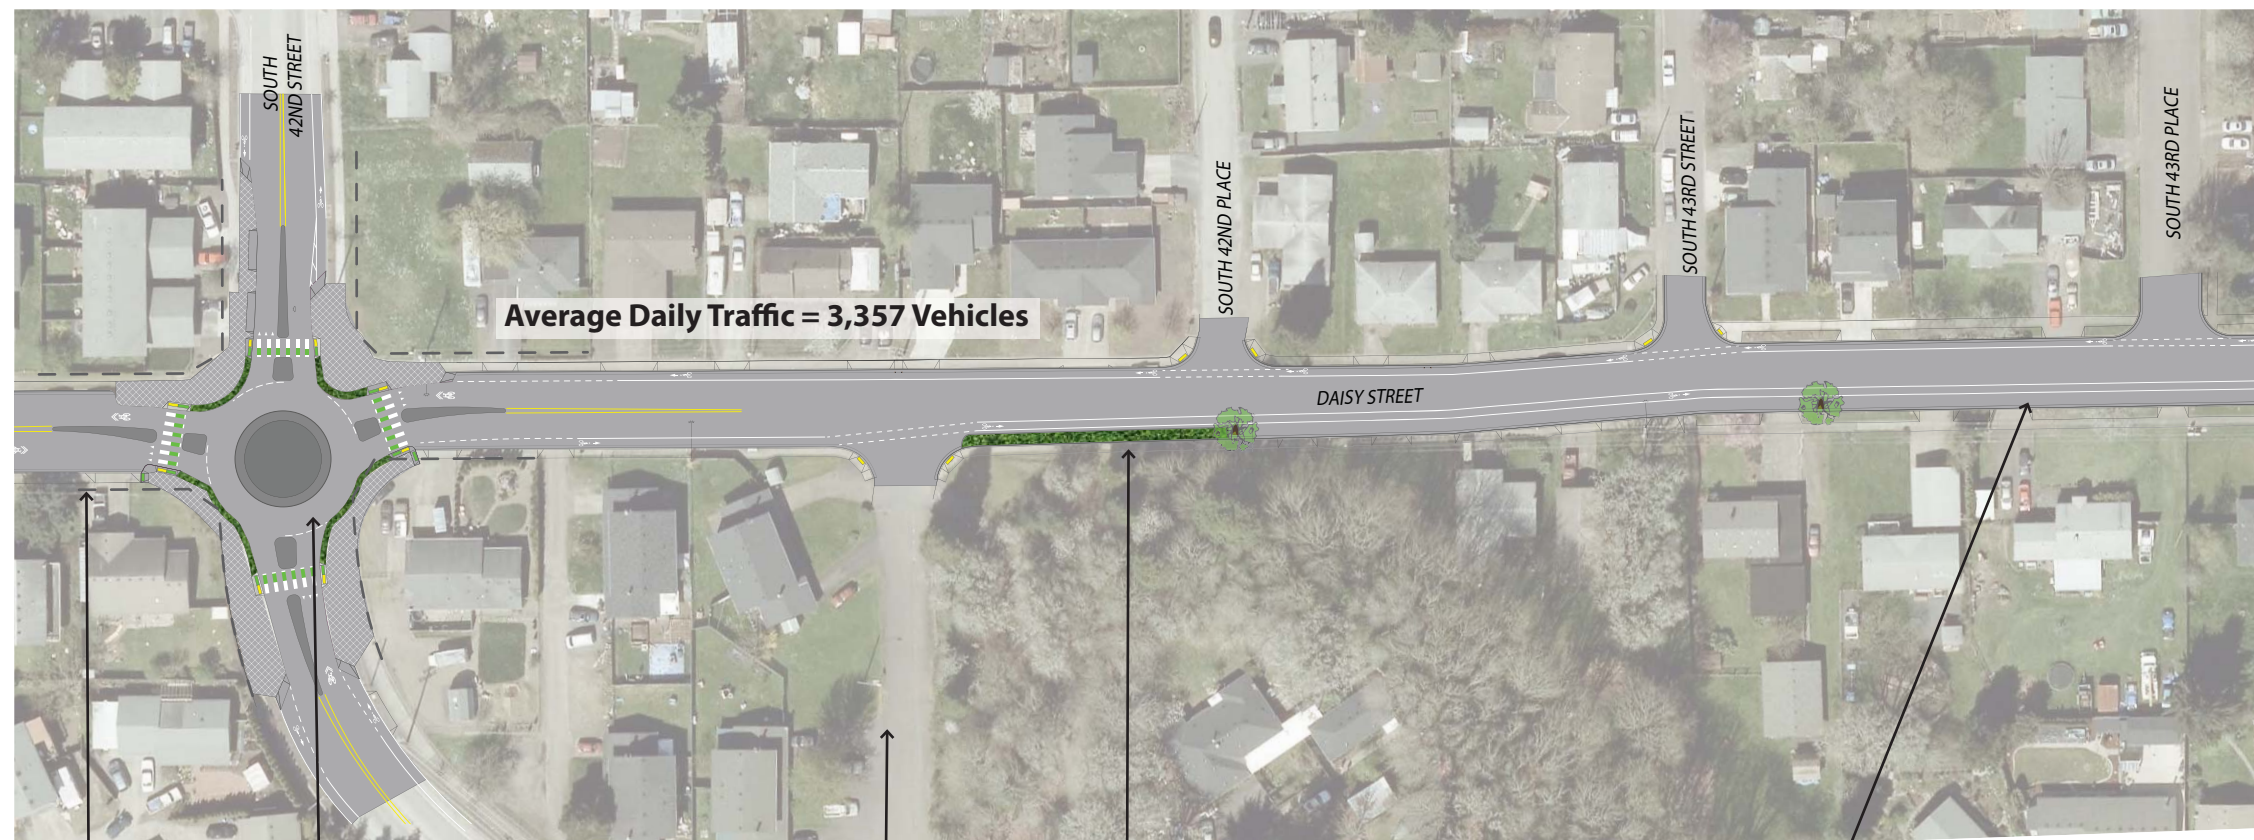 SOUTH
42ND STREET
SOUTH 42ND PLACE
SOUTH 43RD STREET
SOUTH 43RD PLACE
Average Daily Traffic = 3,357 Vehicles
DAISY STREET